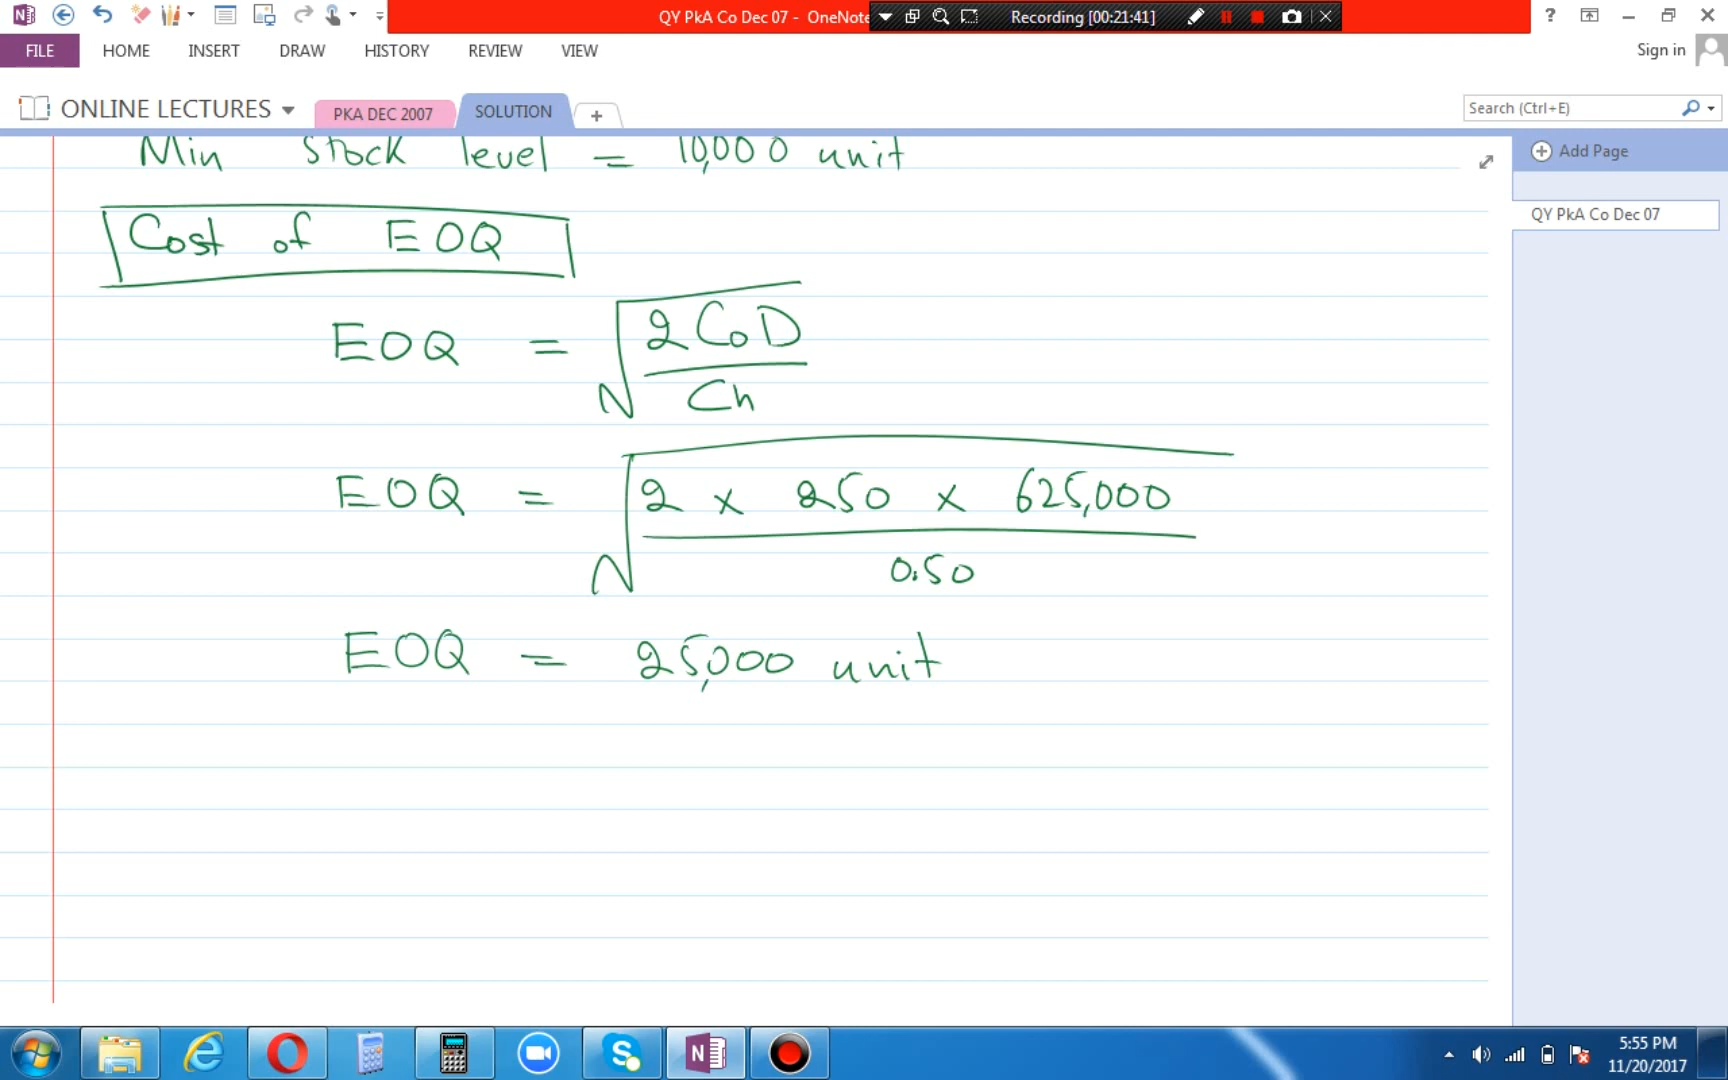 QY PkA Co Dec 07 - OneNote
Recording [00:21:41]
?
FILE HOME INSERT DRAW HISTORY REVIEW VIEW
Sign in
ONLINE LECTURES
PKA DEC 2007
SOLUTION
+
Search (Ctrl+E)
Add Page
QY PkA Co Dec 07
Min Stock level = 10,000 unit
Cost of EOQ
EOQ = √ 2 Co D
Ch
EOQ = √ 2 x 250 x 625,000
0.50
EOQ = 25,000 unit
5:55 PM
11/20/2017